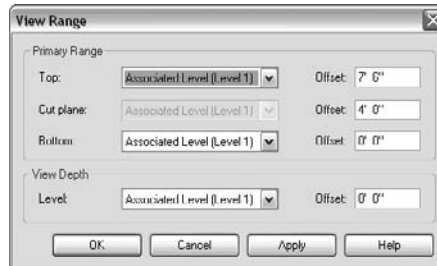 View Range
Primary Range
Top: Associated Level (Level 1) Offset: 7' 6"
Cut plane: Associated Level (Level 1) Offset: 4' 0"
Bottom: Associated Level (Level 1) Offset: 0' 0"
View Depth
Level: Associated Level (Level 1) Offset: 0' 0"
OK Cancel Apply Help